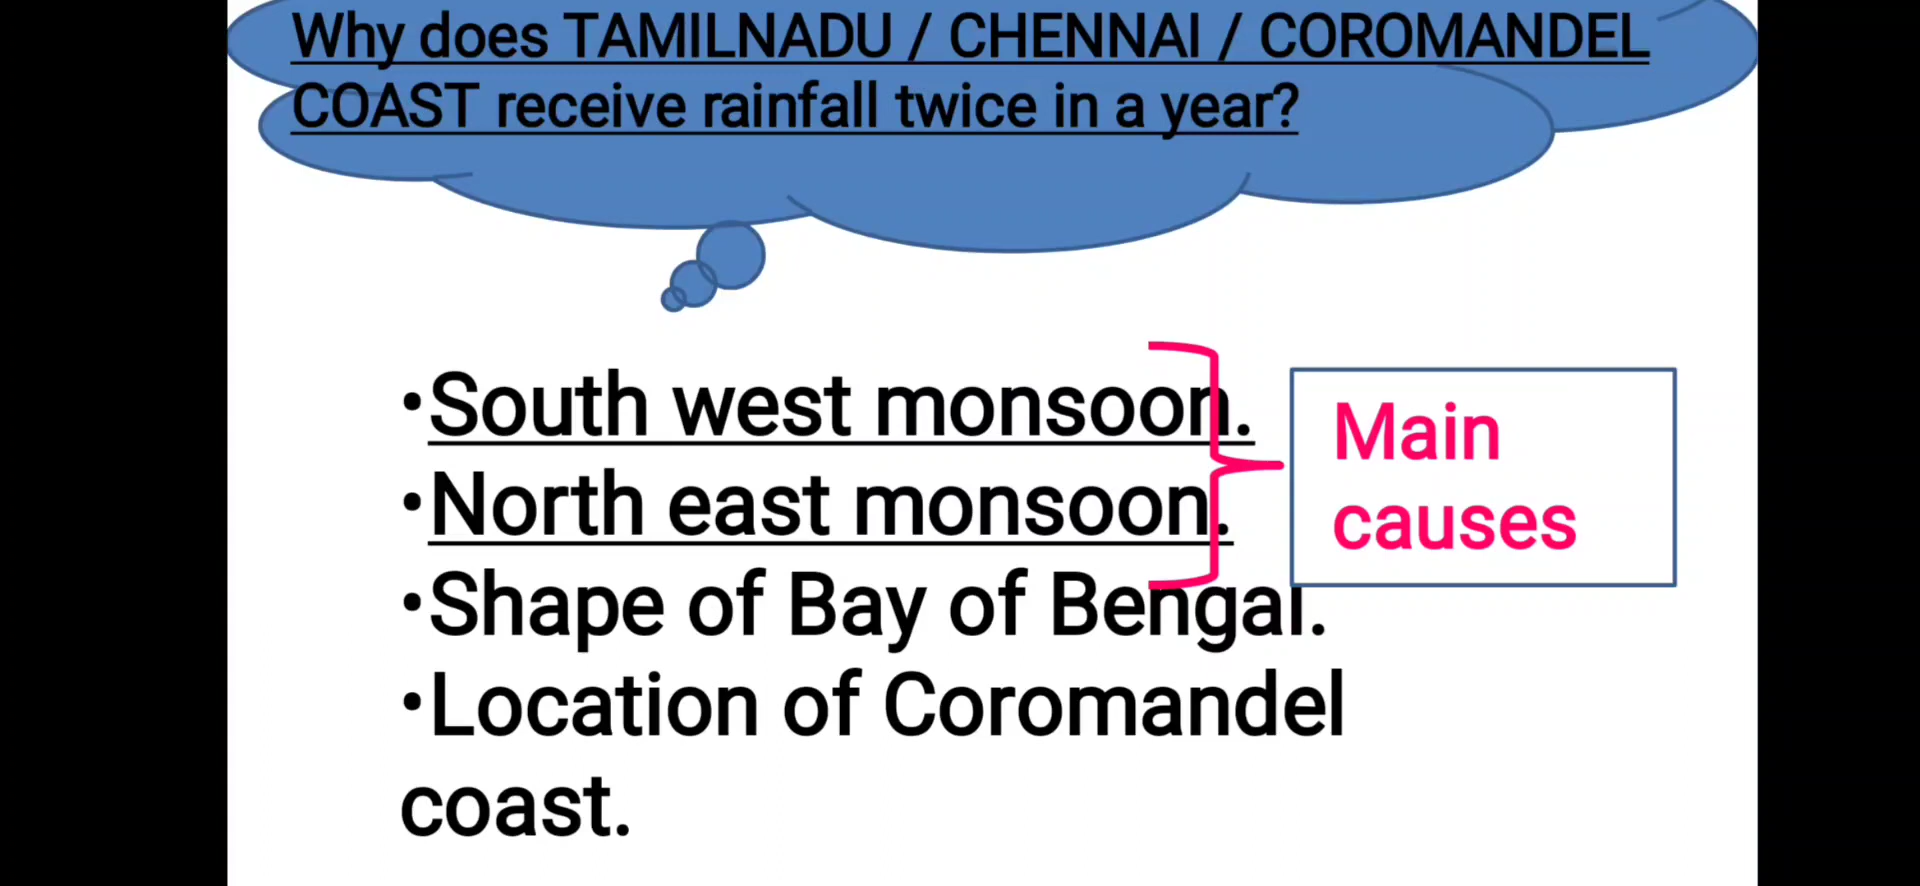 Why does TAMILNADU / CHENNAI / COROMANDEL
COAST receive rainfall twice in a year?
•South west monsoon.
•North east monsoon.
•Shape of Bay of Bengal.
•Location of Coromandel
coast.
Main
causes